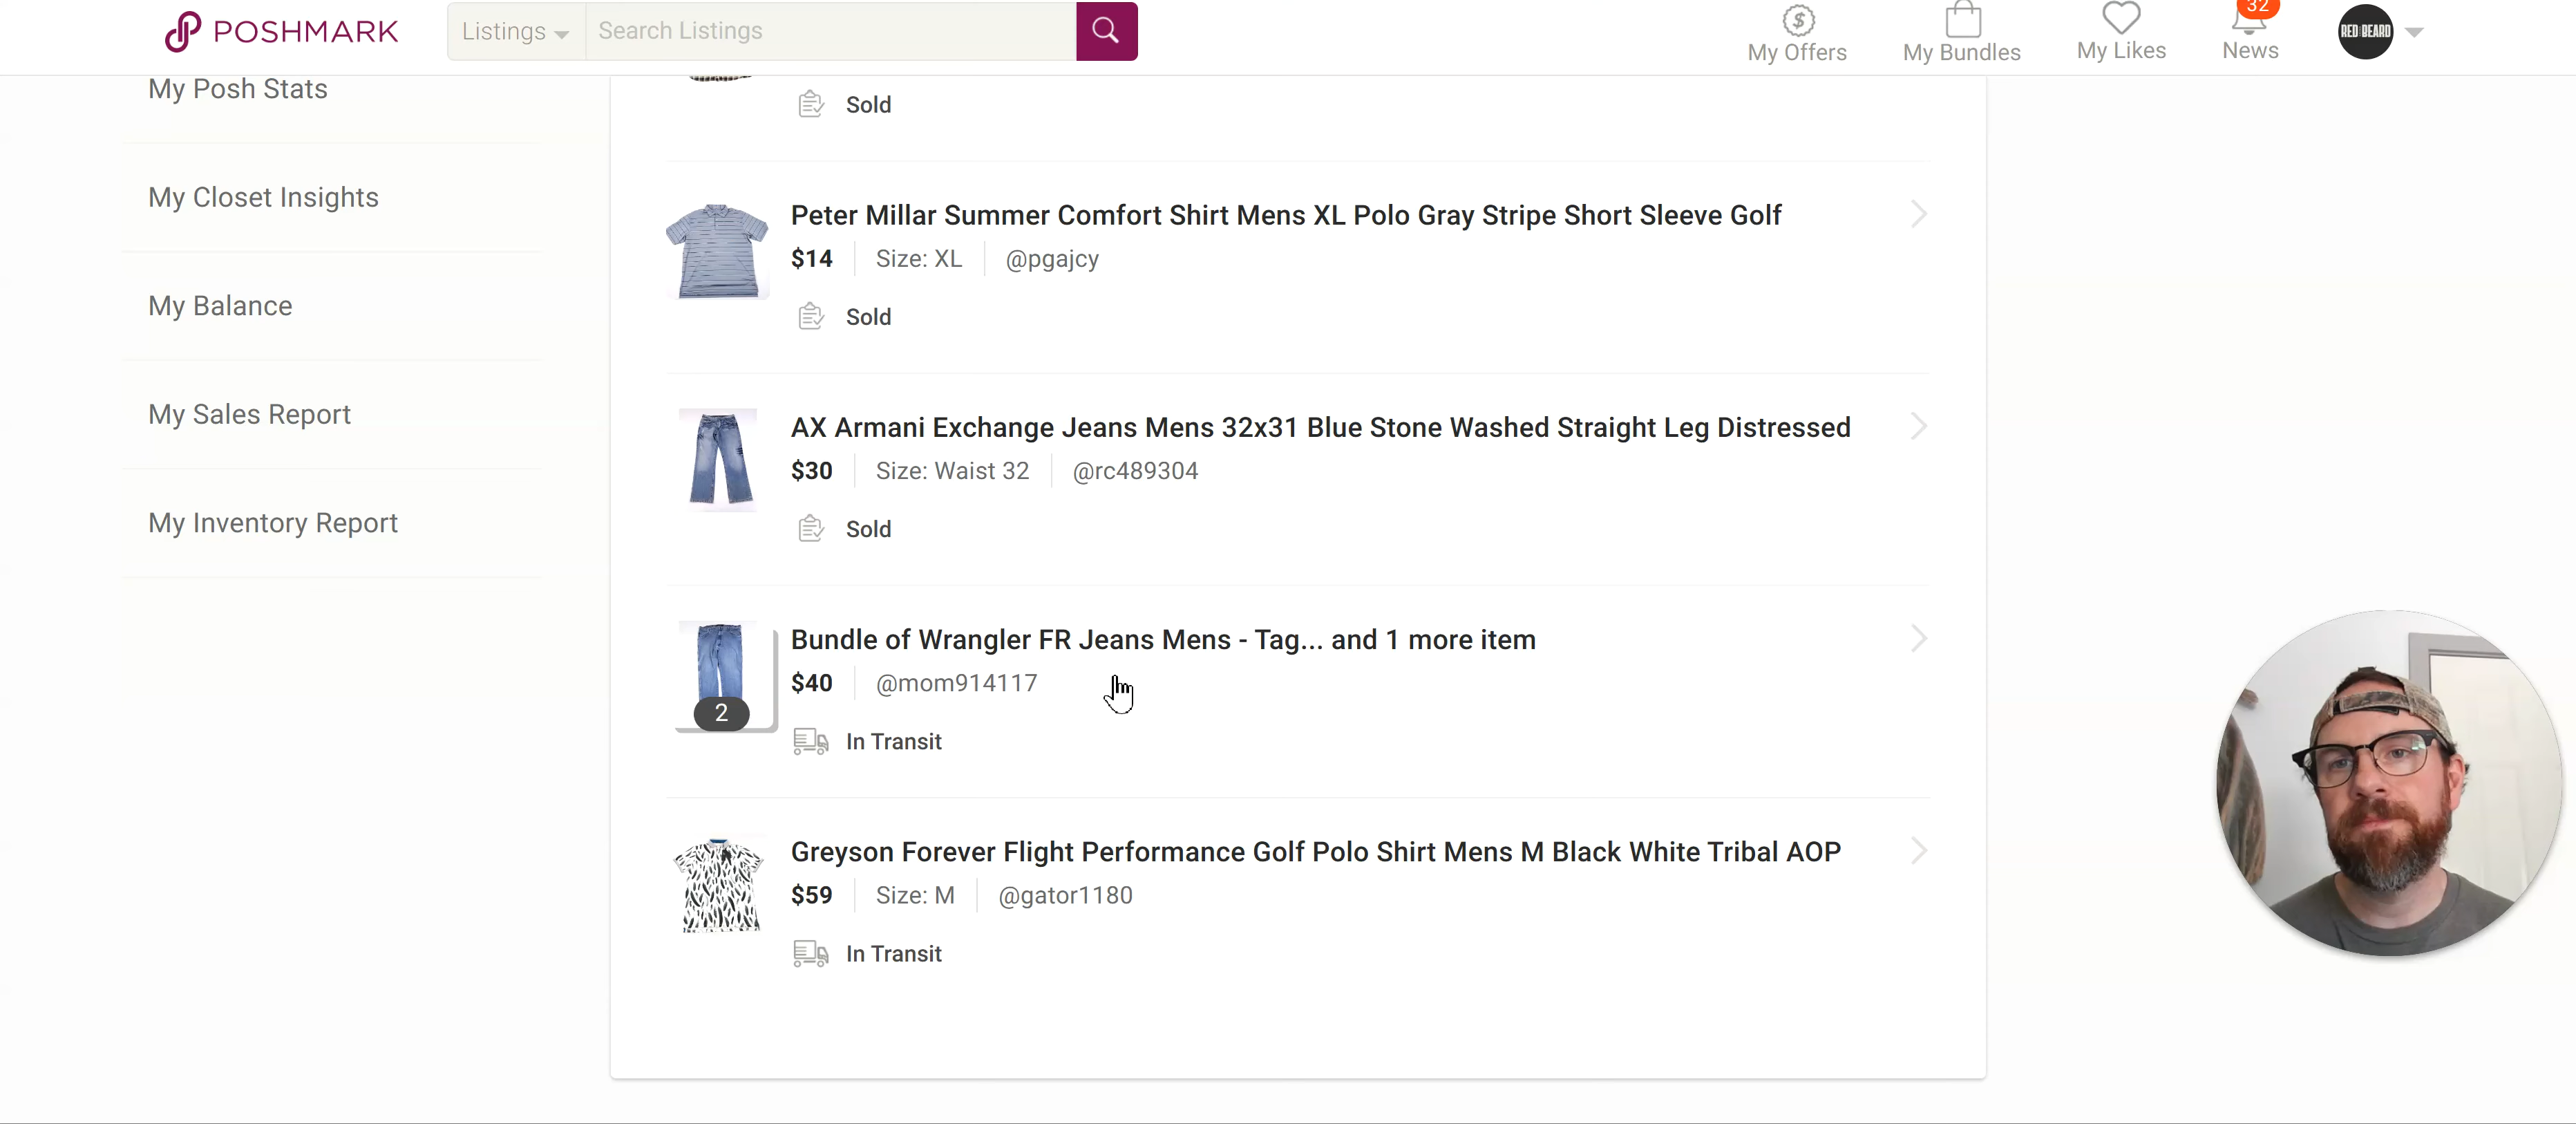 POSHMARK
Listings
Search Listings
My Offers
My Bundles
My Likes
32
News
RED BEARD
My Posh Stats
My Closet Insights
My Balance
My Sales Report
My Inventory Report
Sold
Peter Millar Summer Comfort Shirt Mens XL Polo Gray Stripe Short Sleeve Golf
$14 Size: XL @pgajcy
Sold
AX Armani Exchange Jeans Mens 32x31 Blue Stone Washed Straight Leg Distressed
$30 Size: Waist 32 @rc489304
Sold
Bundle of Wrangler FR Jeans Mens - Tag... and 1 more item
$40 @mom914117
2
In Transit
Greyson Forever Flight Performance Golf Polo Shirt Mens M Black White Tribal AOP
$59 Size: M @gator1180
In Transit